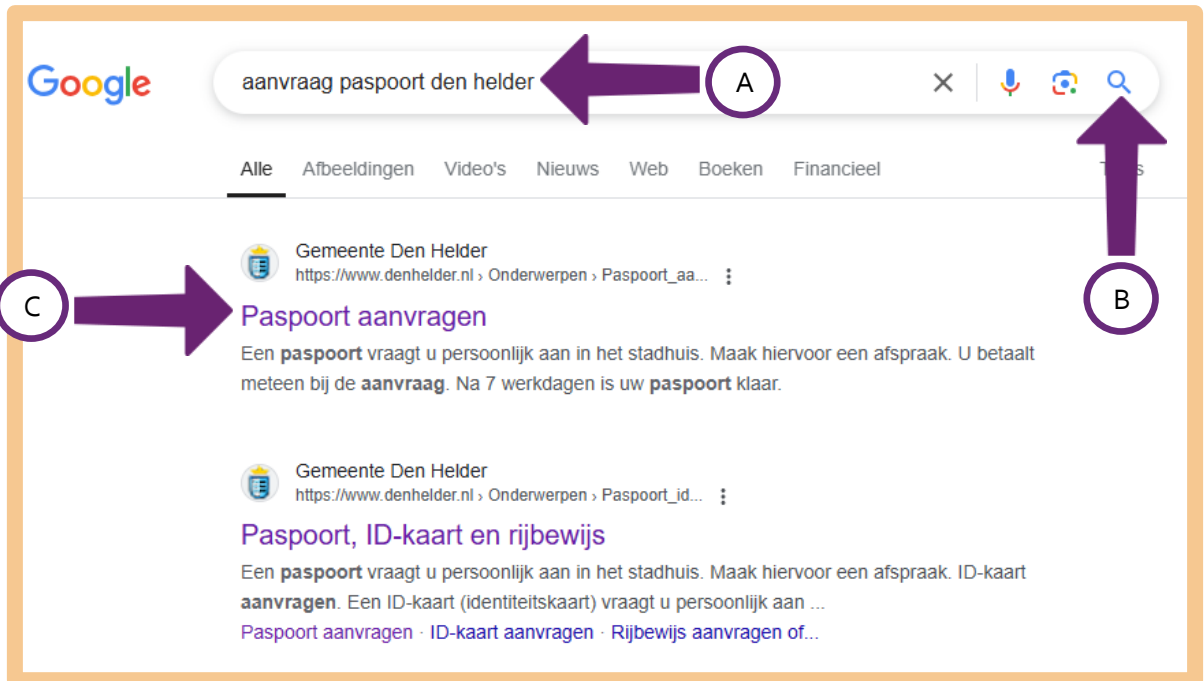 Google
aanvraag paspoort den helder
A
Alle Afbeeldingen Video's Nieuws Web Boeken Financieel
B
Gemeente Den Helder
https://www.denhelder.nl › Onderwerpen › Paspoort_aa...
C
Paspoort aanvragen
Een paspoort vraagt u persoonlijk aan in het stadhuis. Maak hiervoor een afspraak. U betaalt
meteen bij de aanvraag. Na 7 werkdagen is uw paspoort klaar.
Gemeente Den Helder
https://www.denhelder.nl › Onderwerpen › Paspoort_id...
Paspoort, ID-kaart en rijbewijs
Een paspoort vraagt u persoonlijk aan in het stadhuis. Maak hiervoor een afspraak. ID-kaart
aanvragen. Een ID-kaart (identiteitskaart) vraagt u persoonlijk aan ...
Paspoort aanvragen · ID-kaart aanvragen · Rijbewijs aanvragen of...